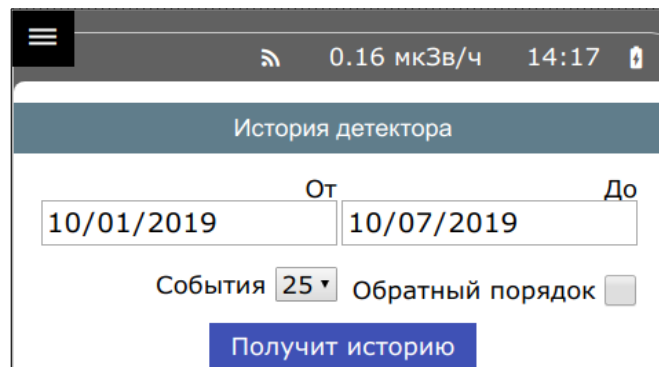 0.16 мкЗв/ч 14:17
История детектора
От До
10/01/2019 10/07/2019
События 25 Обратный порядок
Получит историю